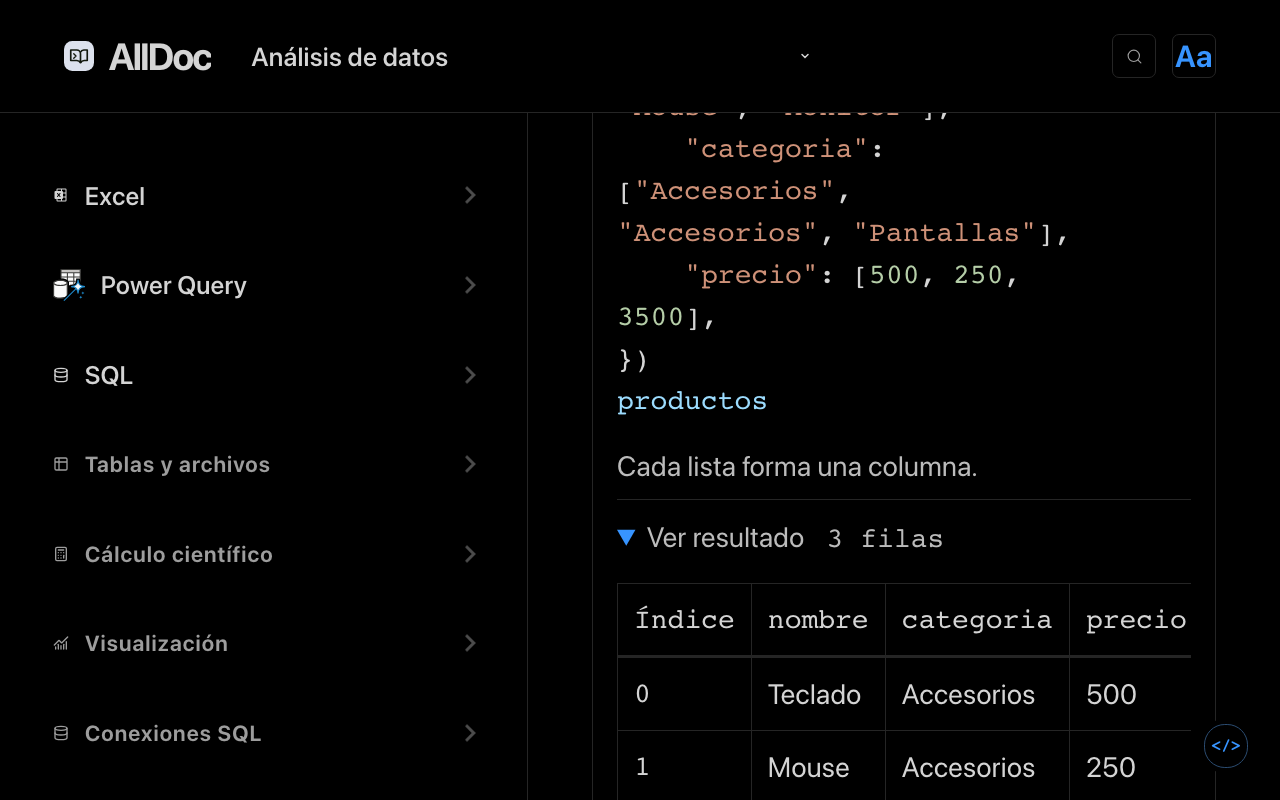 AllDoc
Análisis de datos
Aa
Excel
Power Query
SQL
Tablas y archivos
Cálculo científico
Visualización
Conexiones SQL
"categoria":
["Accesorios",
"Accesorios", "Pantallas"],
"precio": [500, 250,
3500],
})
productos
Cada lista forma una columna.
Ver resultado 3 filas
Índice nombre categoria precio
0 Teclado Accesorios 500
1 Mouse Accesorios 250
</>